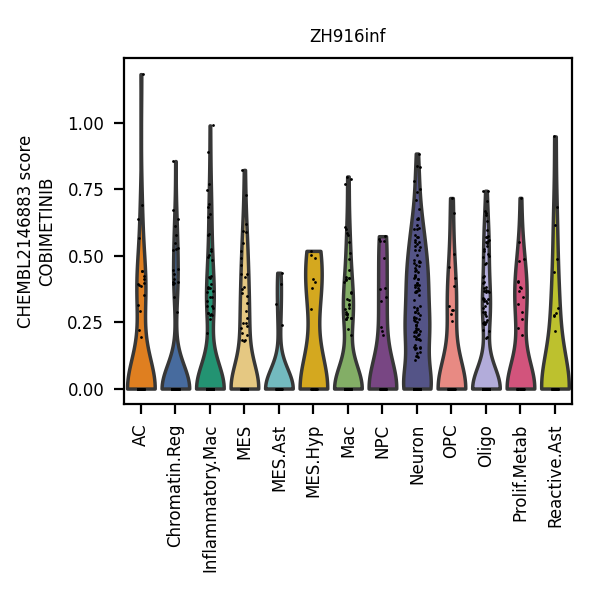 ZH916inf
CHEMBL2146883 score
COBIMETINIB
1.00
0.75
0.50
0.25
0.00
AC
Chromatin.Reg
Inflammatory.Mac
MES
MES.Ast
MES.Hyp
Mac
NPC
Neuron
OPC
Oligo
Prolif.Metab
Reactive.Ast